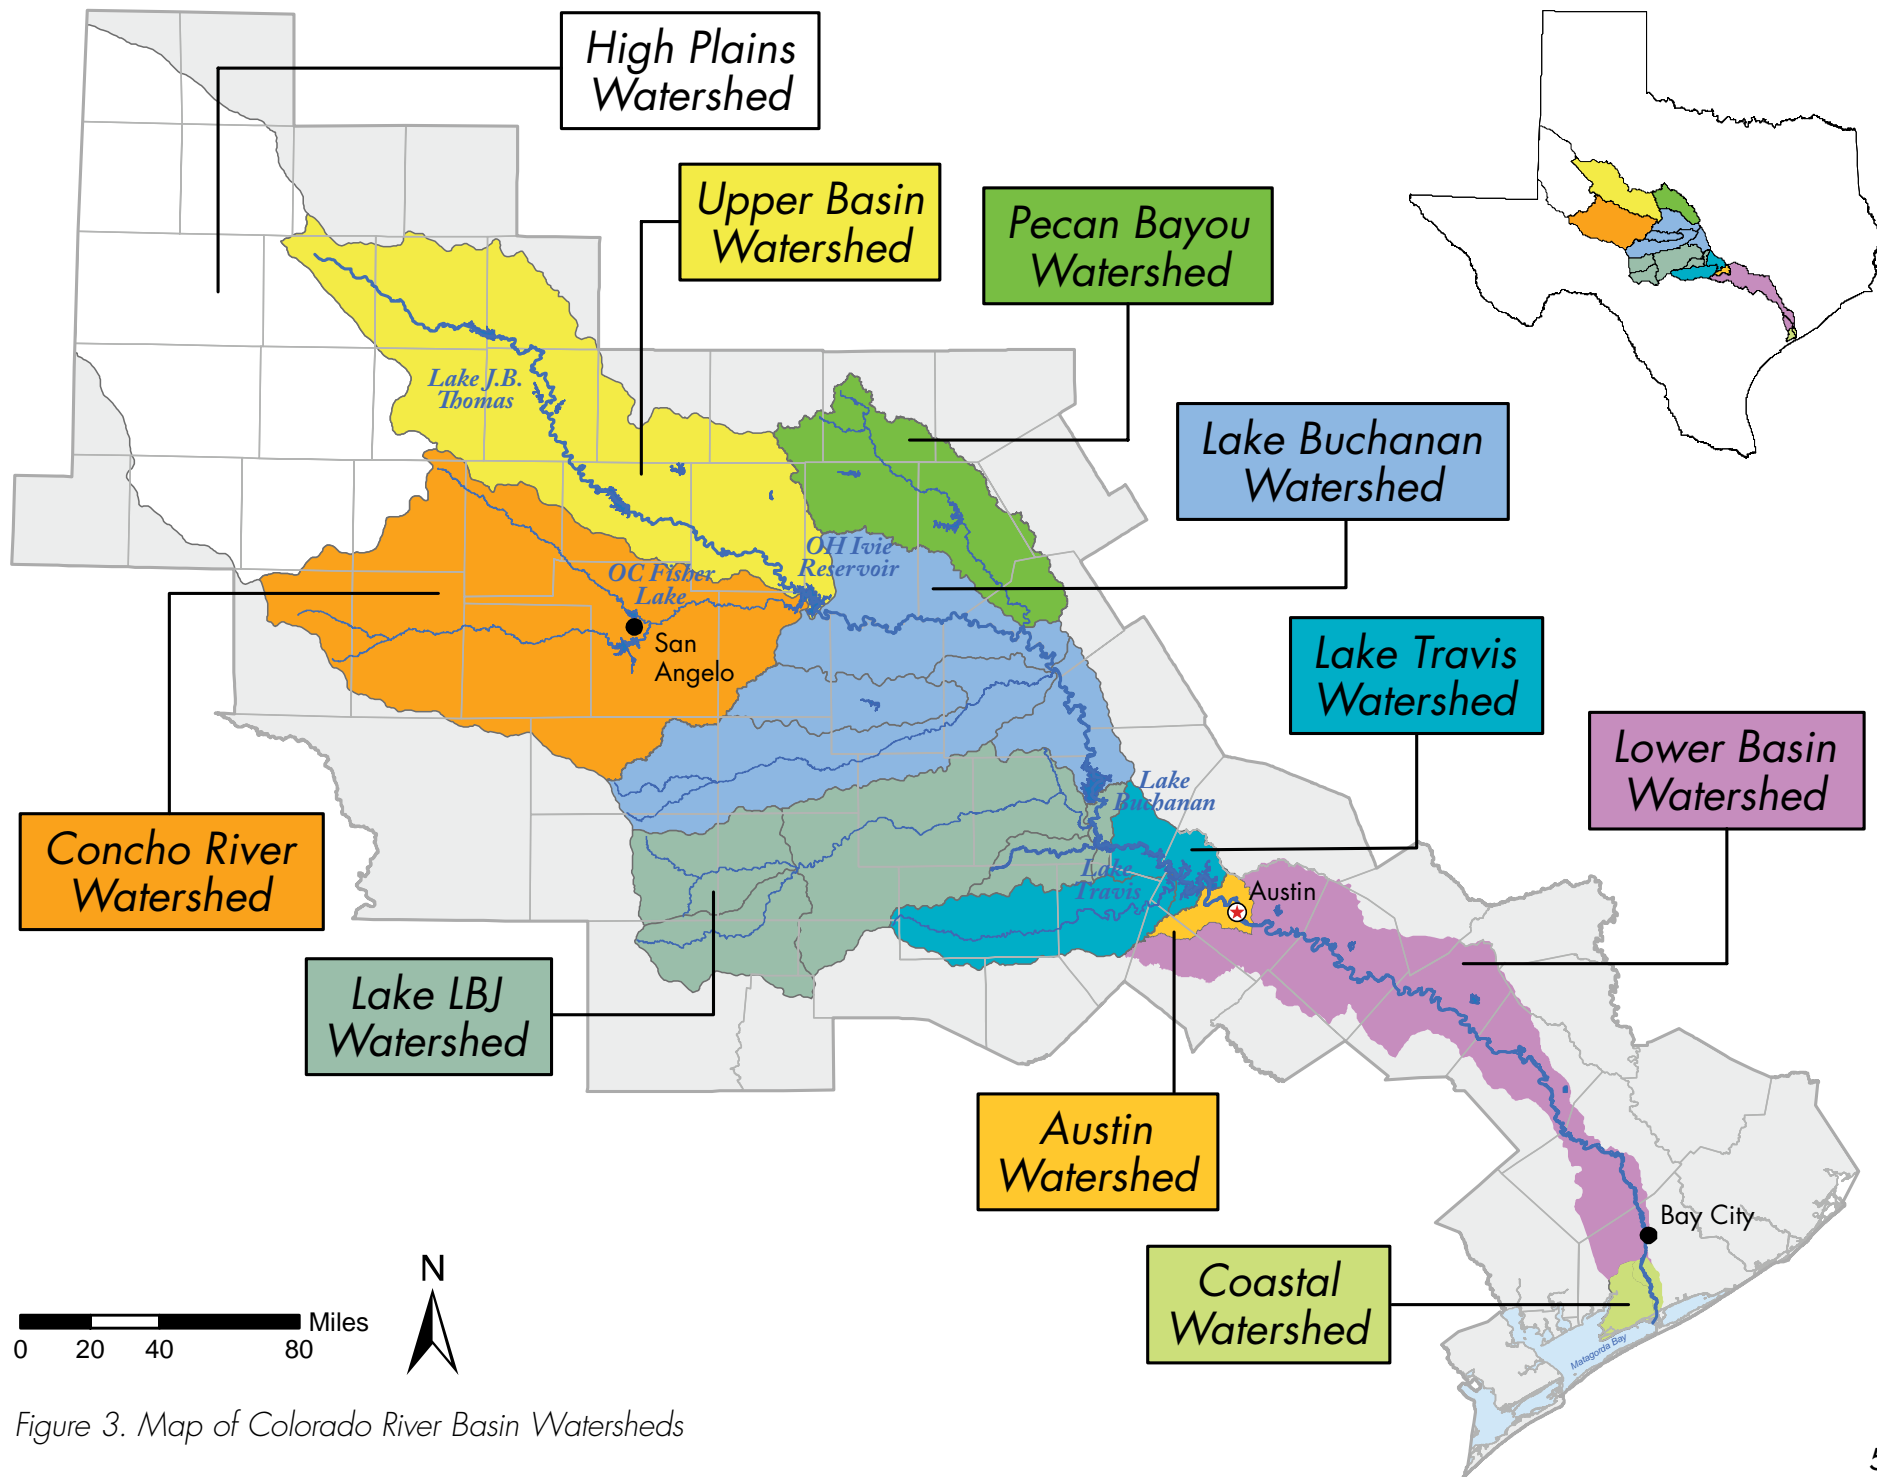 High Plains
Watershed
Upper Basin
Watershed
Pecan Bayou
Watershed
Lake J.B.
Thomas
Lake Buchanan
Watershed
OH Ivie
Reservoir
OC Fisher
Lake
San
Angelo
Lake Travis
Watershed
Lower Basin
Watershed
Lake
Buchanan
Concho River
Watershed
Lake
Travis
Austin
Lake LBJ
Watershed
Austin
Watershed
Bay City
Coastal
Watershed
Matagorda Bay
N
Miles
0 20 40 80
Figure 3. Map of Colorado River Basin Watersheds